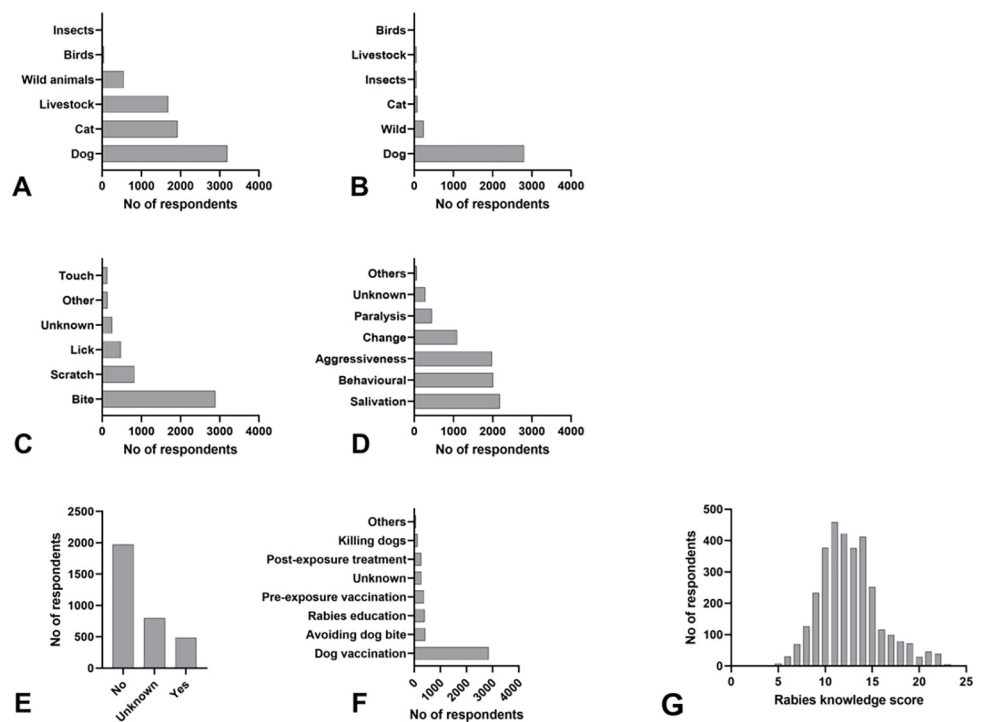 Insects
Birds
Wild animals
Livestock
Cat
Dog
0 1000 2000 3000 4000
No of respondents
A
Birds
Livestock
Insects
Cat
Wild
Dog
0 1000 2000 3000 4000
No of respondents
B
Touch
Other
Unknown
Lick
Scratch
Bite
0 1000 2000 3000 4000
No of respondents
C
Others
Unknown
Paralysis
Change
Aggressiveness
Behavioural
Salivation
0 1000 2000 3000 4000
No of respondents
D
2500
2000
1500
1000
500
0
No of respondents
No Unknown Yes
E
Others
Killing dogs
Post-exposure treatment
Unknown
Pre-exposure vaccination
Rabies education
Avoiding dog bite
Dog vaccination
0 1000 2000 3000 4000
No of respondents
F
500
400
300
200
100
0
No of respondents
0 5 10 15 20 25
Rabies knowledge score
G